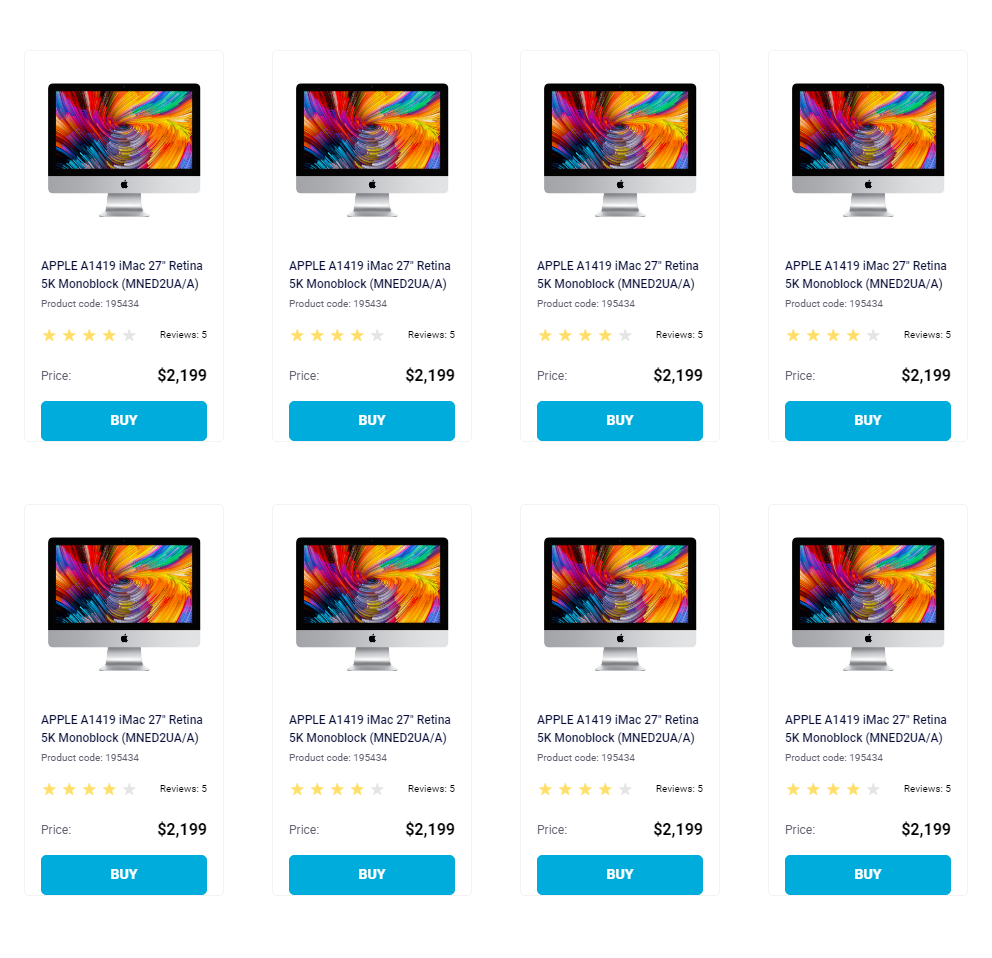 APPLE A1419 iMac 27" Retina
5K Monoblock (MNED2UA/A)
Product code: 195434
Reviews: 5
Price: $2,199
BUY
APPLE A1419 iMac 27" Retina
5K Monoblock (MNED2UA/A)
Product code: 195434
Reviews: 5
Price: $2,199
BUY
APPLE A1419 iMac 27" Retina
5K Monoblock (MNED2UA/A)
Product code: 195434
Reviews: 5
Price: $2,199
BUY
APPLE A1419 iMac 27" Retina
5K Monoblock (MNED2UA/A)
Product code: 195434
Reviews: 5
Price: $2,199
BUY
APPLE A1419 iMac 27" Retina
5K Monoblock (MNED2UA/A)
Product code: 195434
Reviews: 5
Price: $2,199
BUY
APPLE A1419 iMac 27" Retina
5K Monoblock (MNED2UA/A)
Product code: 195434
Reviews: 5
Price: $2,199
BUY
APPLE A1419 iMac 27" Retina
5K Monoblock (MNED2UA/A)
Product code: 195434
Reviews: 5
Price: $2,199
BUY
APPLE A1419 iMac 27" Retina
5K Monoblock (MNED2UA/A)
Product code: 195434
Reviews: 5
Price: $2,199
BUY